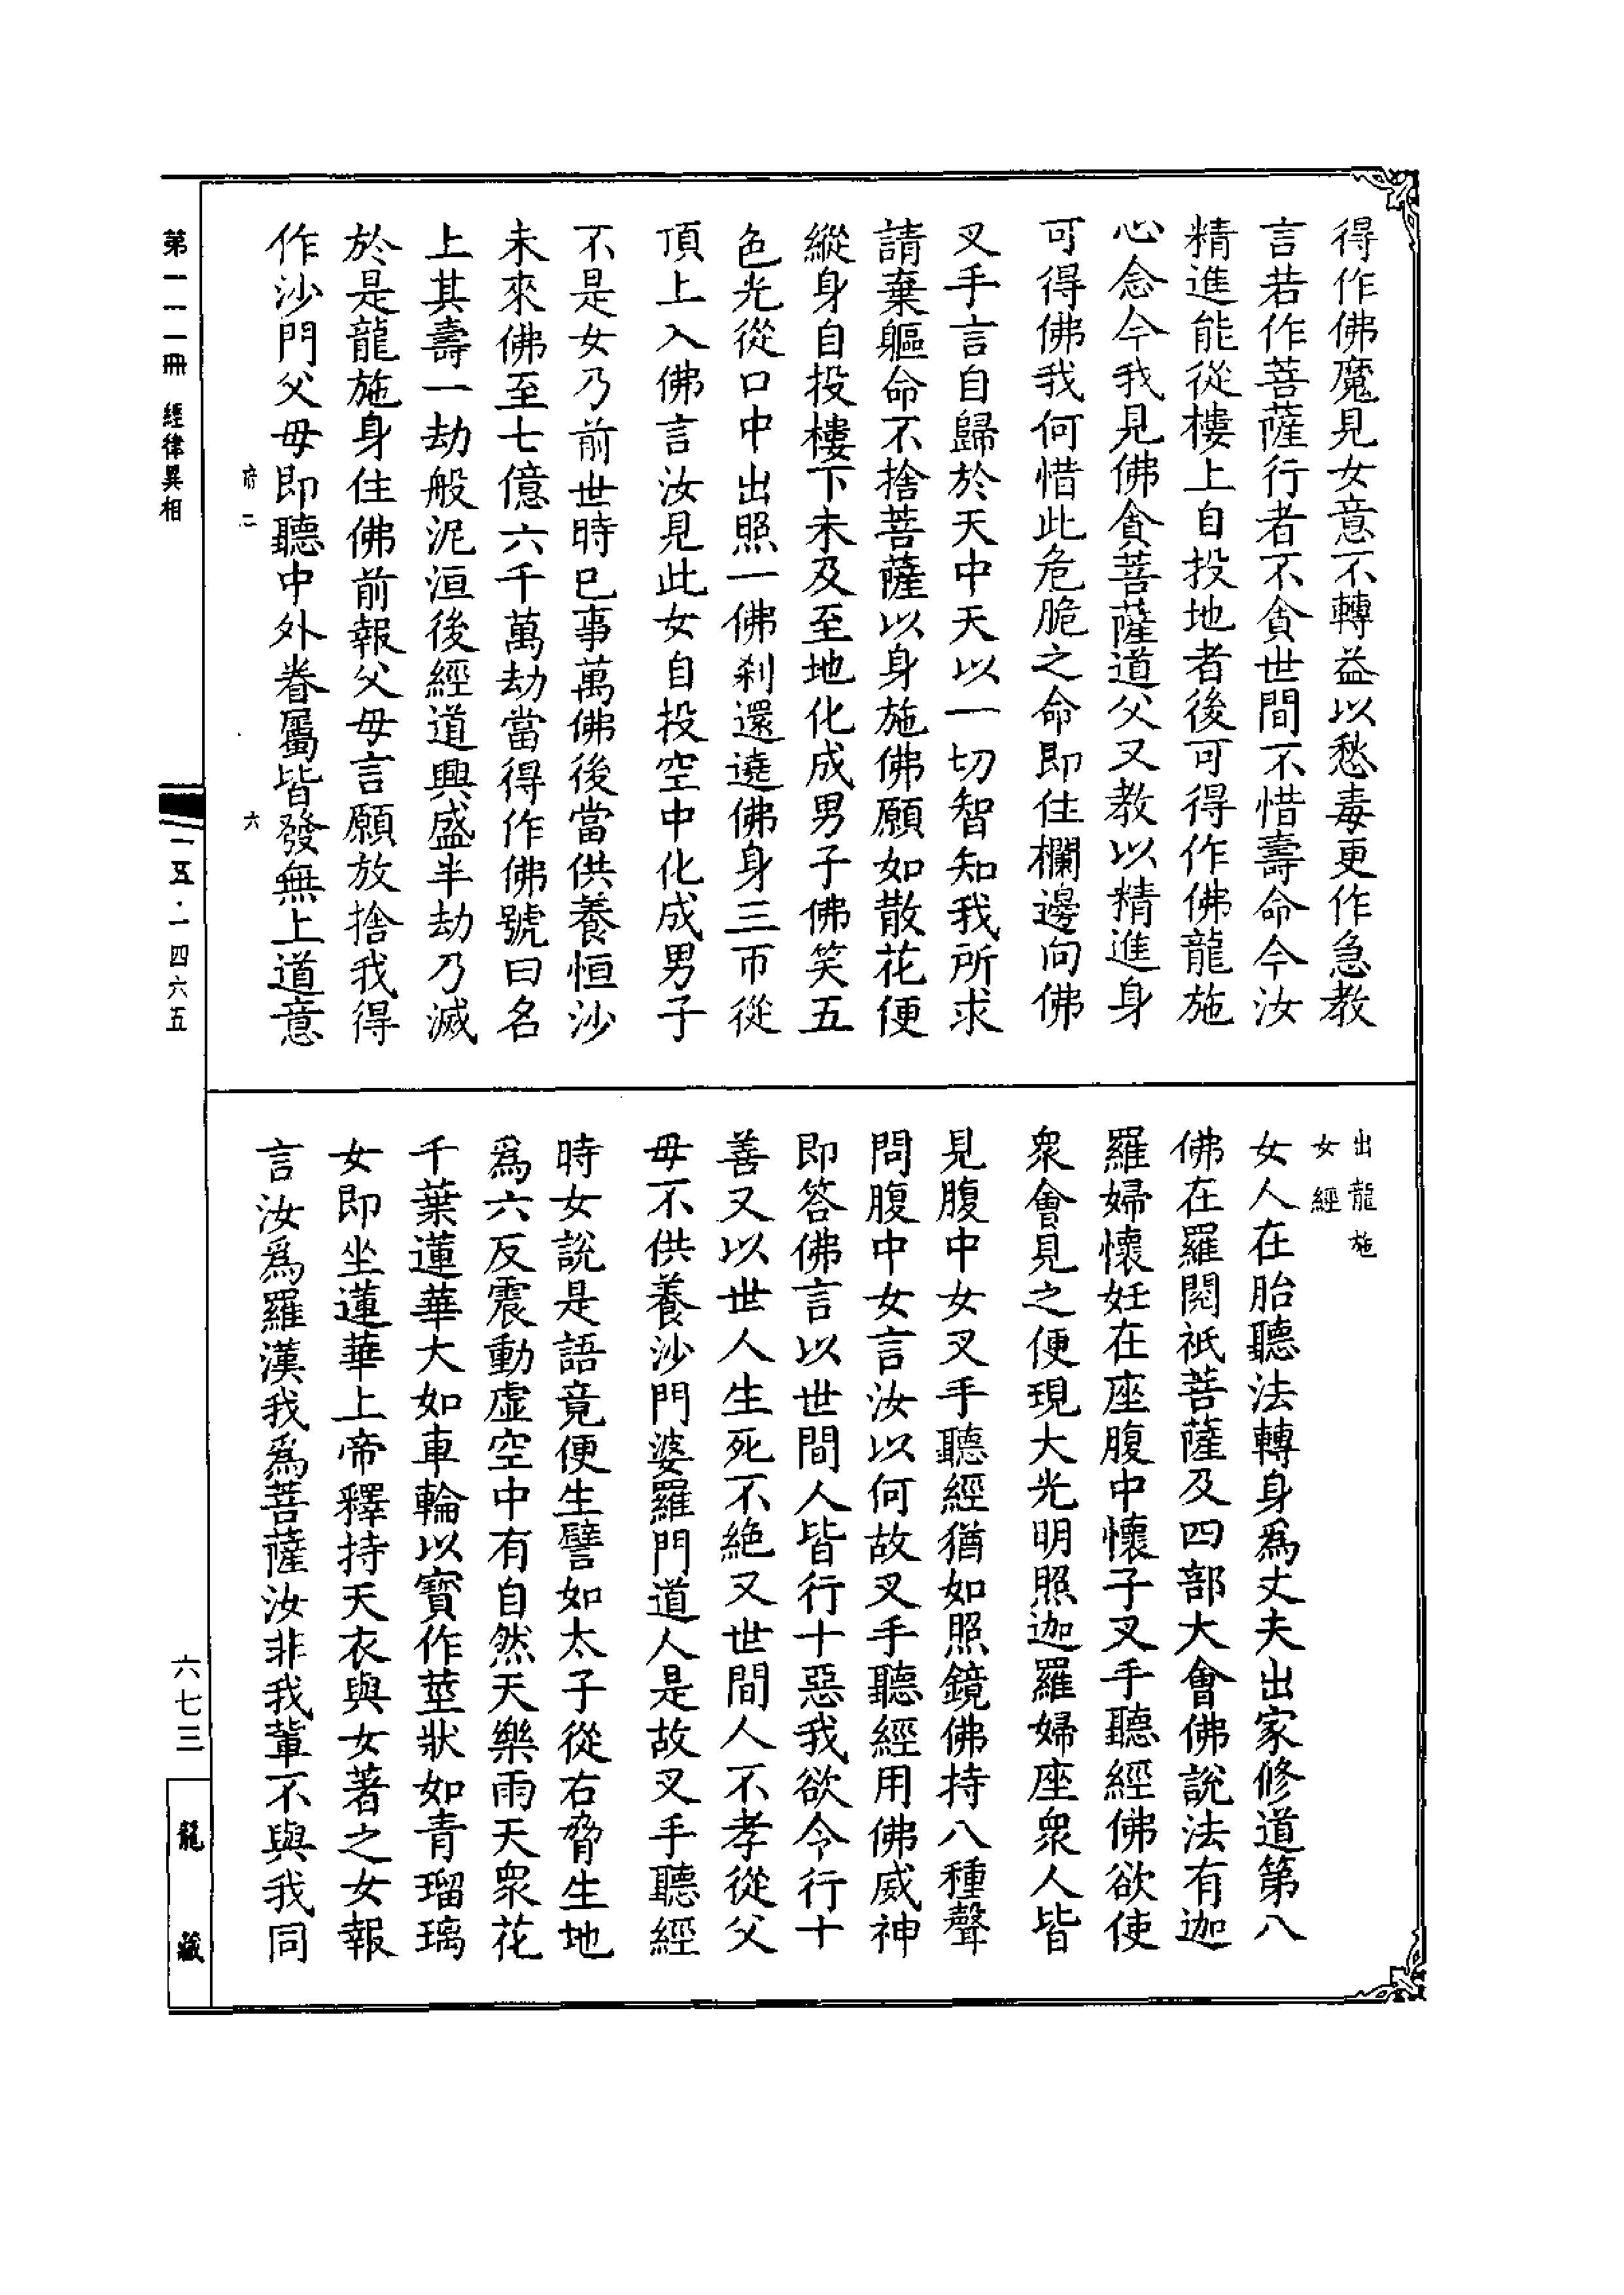 得作佛魔見女意不轉益以愁毒更作急教
言若作菩薩行者不貪世間不惜壽命今汝
精進能從樓上自投地者後可得作佛龍施
心念今我見佛貪菩薩道父又教以精進身
可得佛我何惜此危脆之命即住欄邊向佛
叉手言自歸於天中天以一切智知我所求
請棄軀命不捨菩薩以身施佛願如散花便
縱身自投樓下未及至地化成男子佛笑五
色光從口中出照一佛剎還遶佛身三帀從
頂上入佛言汝見此女自投空中化成男子
不是女乃前世時已事萬佛後當供養恒沙
未來佛至七億六千萬劫當得作佛號曰名
上其壽一劫般泥洹後經道興盛半劫乃滅
於是龍施身住佛前報父母言願放捨我得
作沙門父母即聽中外眷屬皆發無上道意
府二 六
出龍施
女經
女人在胎聽法轉身爲丈夫出家修道第八
佛在羅閱祇菩薩及四部大會佛說法有迦
羅婦懷妊在座腹中懷子叉手聽經佛欲使
衆會見之便現大光明照迦羅婦座衆人皆
見腹中女叉手聽經猶如照鏡佛持八種聲
問腹中女言汝以何故叉手聽經用佛威神
即答佛言以世間人皆行十惡我欲令行十
善又以世人生死不絕又世間人不孝從父
母不供養沙門婆羅門道人是故叉手聽經
時女說是語竟便生譬如太子從右脅生地
爲六反震動虛空中有自然天樂雨天衆花
千葉蓮華大如車輪以寶作莖狀如青瑠璃
女即坐蓮華上帝釋持天衣與女著之女報
言汝爲羅漢我爲菩薩汝非我輩不與我同
第一一一冊 經律異相
一五·一四六五
六七三
龍藏